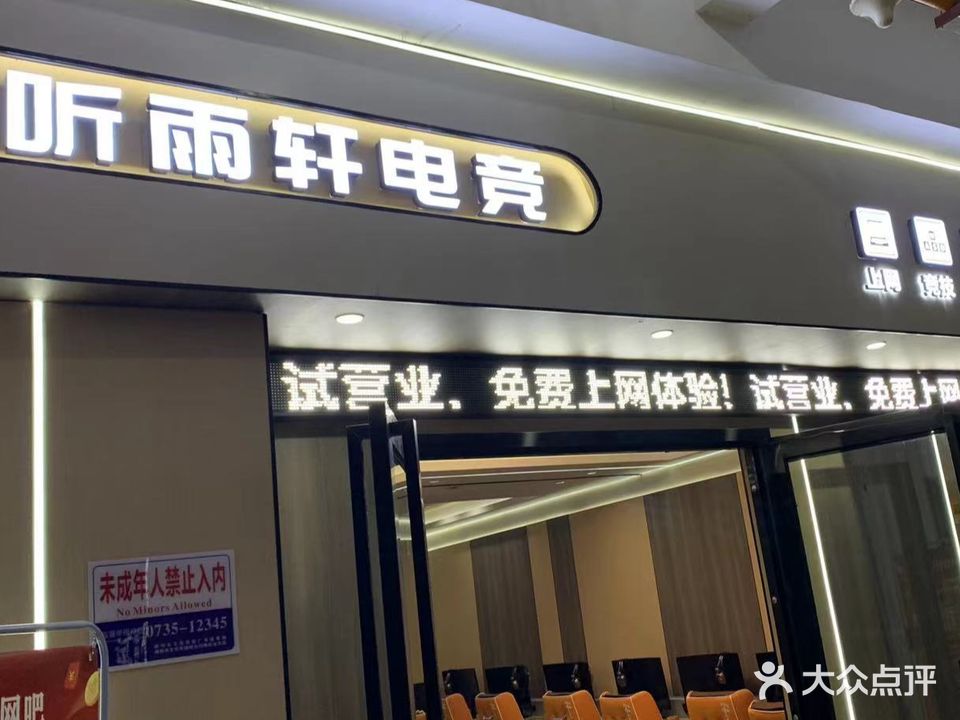 听雨轩电竞
上网
竞技
试营业、免费上网体验！试营业、免费上网
未成年人禁止入内
No Minors Allowed
0735-12345
网吧
大众点评